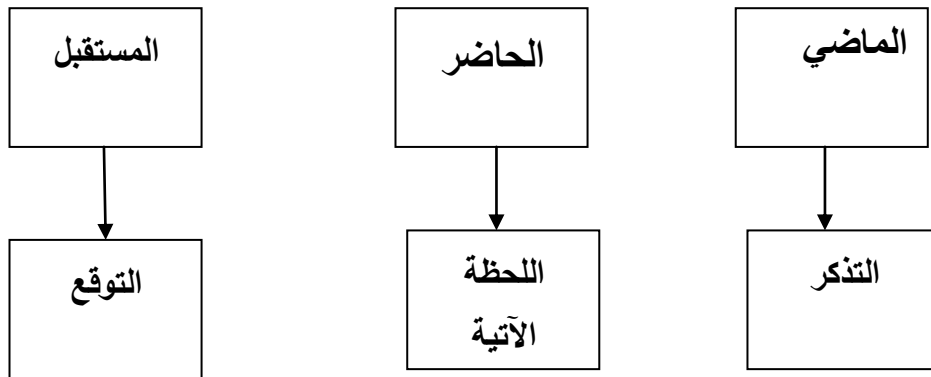 الماضي
الحاضر
المستقبل
التذكر
اللحظة
الآتية
التوقع